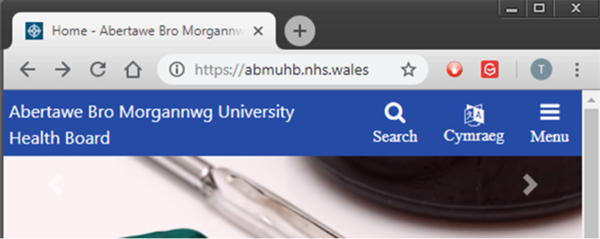 Home - Abertawe Bro Morgannw
https://abmuhb.nhs.wales
T
Abertawe Bro Morgannwg University
Health Board
Search
Cymraeg
Menu